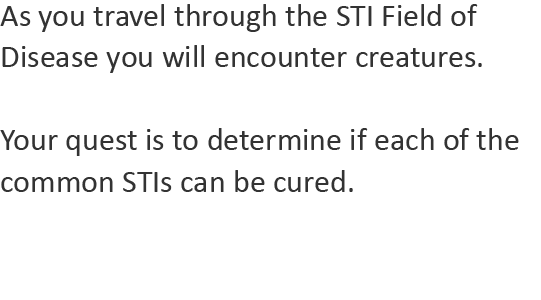 As you travel through the STI Field of
Disease you will encounter creatures.
Your quest is to determine if each of the
common STIs can be cured.